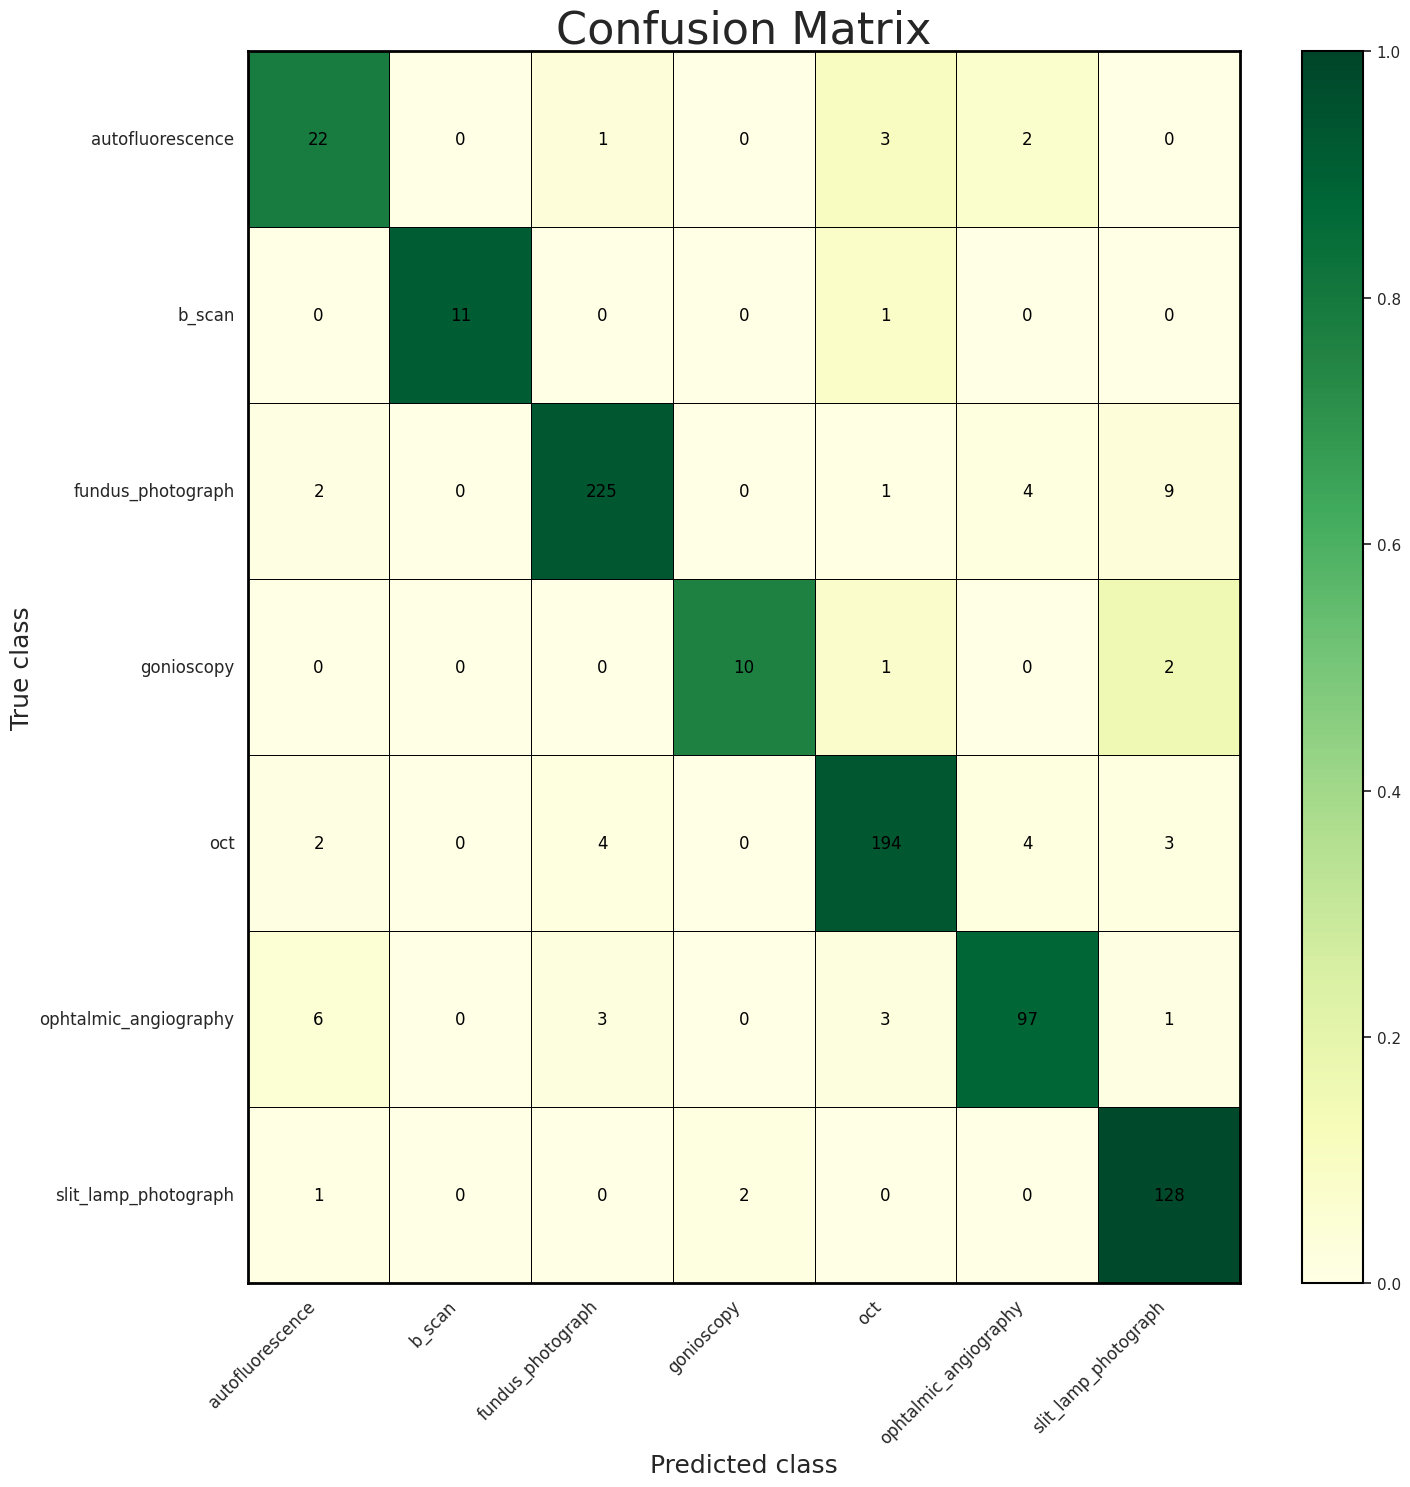 Confusion Matrix
1.0
autofluorescence 22 0 1 0 3 2 0
0.8
b_scan 0 11 0 0 1 0 0
fundus_photograph 2 0 225 0 1 4 9
0.6
True class
gonioscopy 0 0 0 10 1 0 2
0.4
oct 2 0 4 0 194 4 3
ophtalmic_angiography 6 0 3 0 3 97 1
0.2
slit_lamp_photograph 1 0 0 2 0 0 128
0.0
autofluorescence b_scan fundus_photograph gonioscopy oct ophtalmic_angiography slit_lamp_photograph
Predicted class